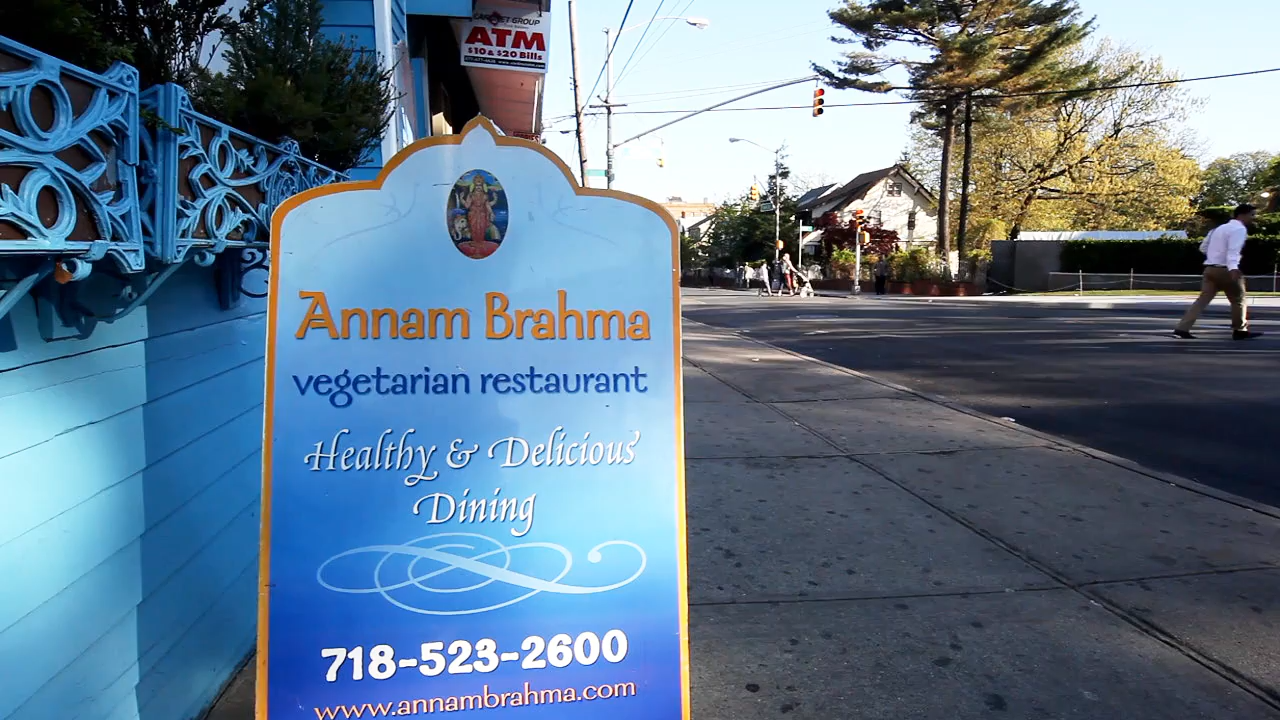 ATM
$10 & $20 Bills
Annam Brahma
vegetarian restaurant
Healthy & Delicious
Dining
718-523-2600
www.annambrahma.com